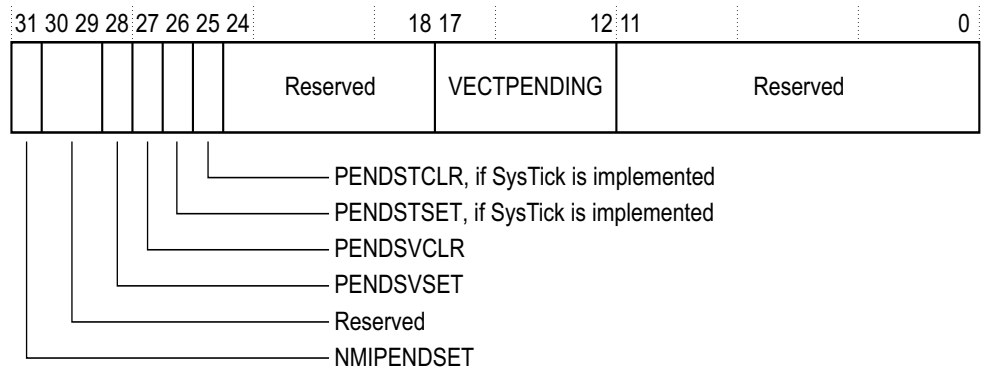 31 30 29 28 27 26 25 24 18 17 12 11 0
Reserved VECTPENDING Reserved
PENDSTCLR, if SysTick is implemented
PENDSTSET, if SysTick is implemented
PENDSVCLR
PENDSVSET
Reserved
NMIPENDSET